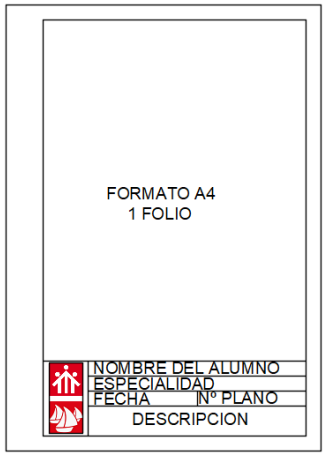 FORMATO A4
1 FOLIO
NOMBRE DEL ALUMNO
ESPECIALIDAD
FECHA Nº PLANO
DESCRIPCION